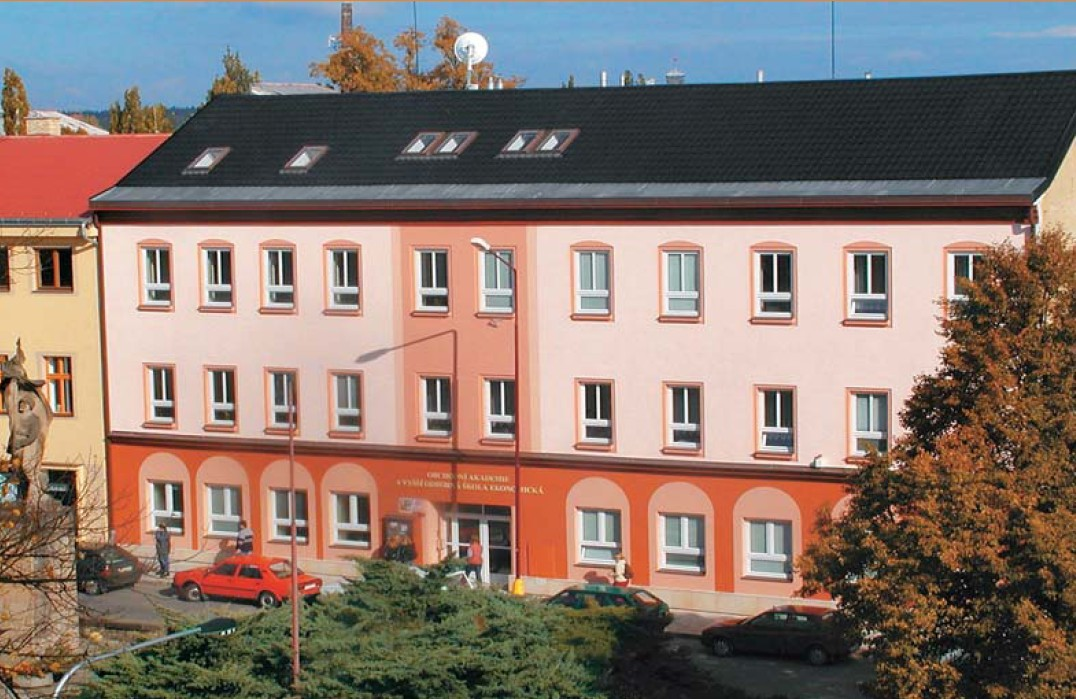 OBCHODNÍ AKADEMIE
A VYŠŠÍ ODBORNÁ ŠKOLA EKONOMICKÁ